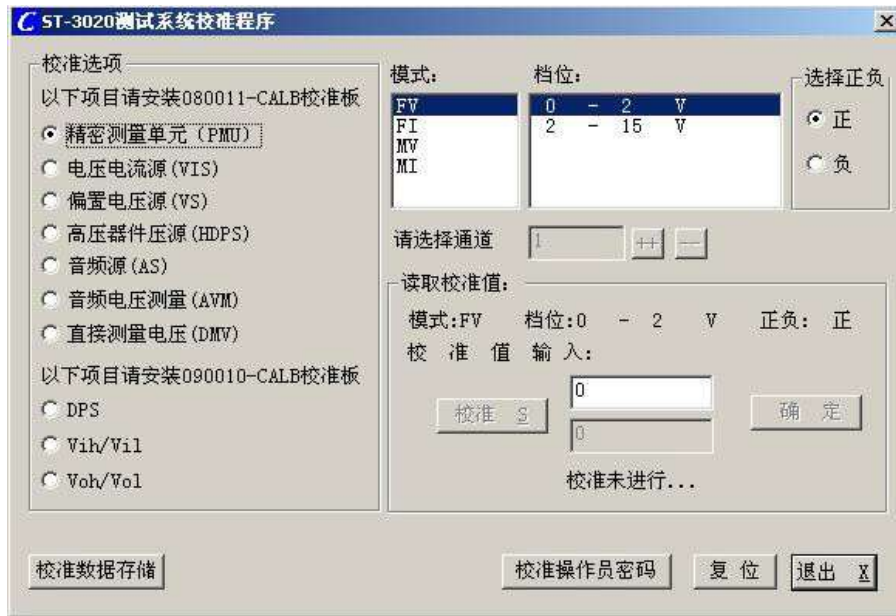 C ST-3020测试系统校准程序
校准选项
以下项目请安装080011-CALB校准板
精密测量单元(PMU)
电压电流源(VIS)
偏置电压源(VS)
高压器件压源(HDPS)
音频源(AS)
音频电压测量(AVM)
直接测量电压(DMV)
以下项目请安装090010-CALB校准板
DPS
Vih/Vil
Voh/Vol
模式:
FV
FI
MV
MI
档位:
0 - 2 V
2 - 15 V
选择正负
正
负
请选择通道 1 ++ --
读取校准值:
模式:FV 档位:0 - 2 V 正负: 正
校 准 值 输 入:
0
校准 S
0
确 定
校准未进行...
校准数据存储 校准操作员密码 复 位 退出 X